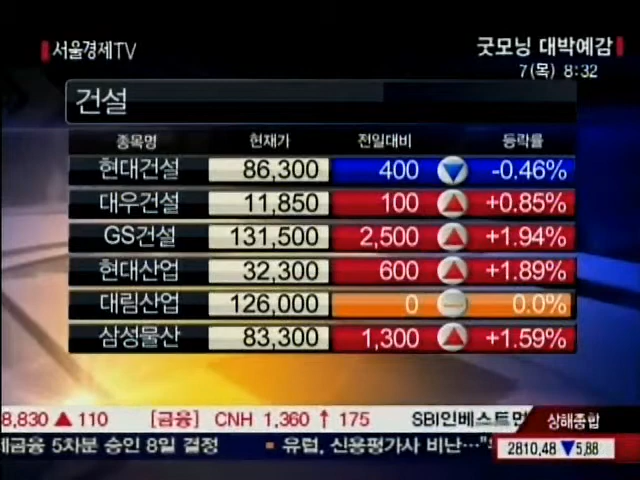 서울경제TV
굿모닝 대박예감
7(목) 8:32
건설
종목명 현재가 전일대비 등락률
현대건설 86,300 400 ▼ -0.46%
대우건설 11,850 100 ▲ +0.85%
GS건설 131,500 2,500 ▲ +1.94%
현대산업 32,300 600 ▲ +1.89%
대림산업 126,000 0 – 0.0%
삼성물산 83,300 1,300 ▲ +1.59%
8,830 ▲ 110 [금융] CNH 1,360 ↑ 175 SBI인베스트먼
상해종합
금융 5차분 승인 8일 결정 ▪ 유럽, 신용평가사 비난…"
2810,48 ▼5,88